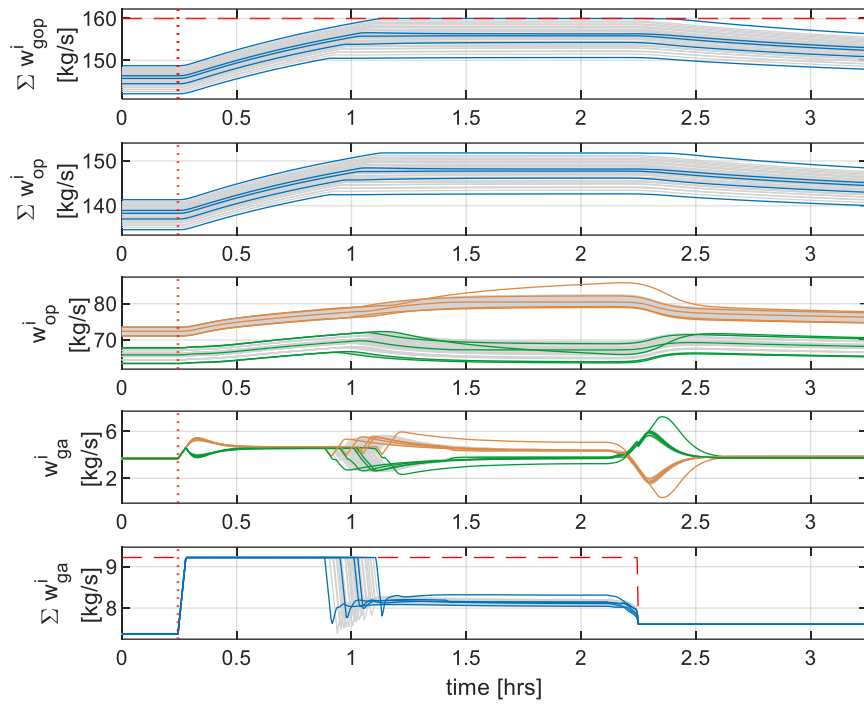 Σ w^i_gop
[kg/s]
160
150
0 0.5 1 1.5 2 2.5 3
Σ w^i_op
[kg/s]
150
140
0 0.5 1 1.5 2 2.5 3
w^i_op
[kg/s]
80
70
0 0.5 1 1.5 2 2.5 3
w^i_ga
[kg/s]
6
2
0 0.5 1 1.5 2 2.5 3
Σ w^i_ga
[kg/s]
9
8
0 0.5 1 1.5 2 2.5 3
time [hrs]